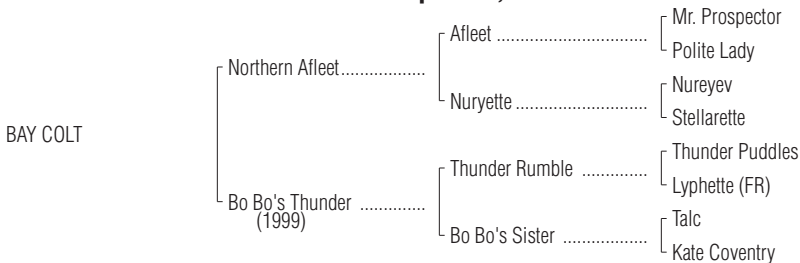 Mr. Prospector
Afleet
Polite Lady
Northern Afleet
Nureyev
Nuryette
Stellarette
BAY COLT
Thunder Puddles
Thunder Rumble
Lyphette (FR)
Bo Bo's Thunder
(1999)
Talc
Bo Bo's Sister
Kate Coventry